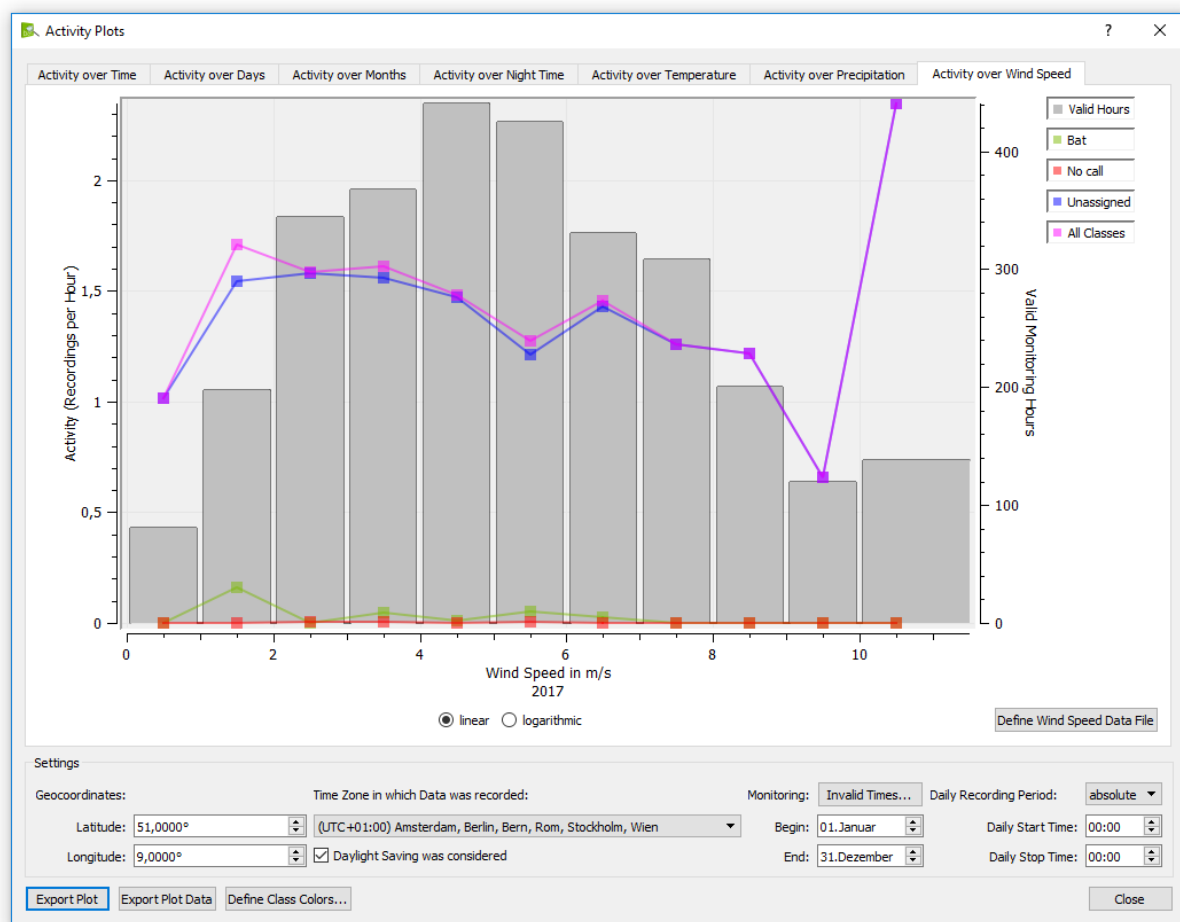 Activity Plots
?
Activity over Time
Activity over Days
Activity over Months
Activity over Night Time
Activity over Temperature
Activity over Precipitation
Activity over Wind Speed
Valid Hours
Bat
No call
Unassigned
All Classes
Activity (Recordings per Hour)
2
1,5
1
0,5
0
400
300
200
100
0
Valid Monitoring Hours
0 2 4 6 8 10
Wind Speed in m/s
2017
linear logarithmic
Define Wind Speed Data File
Settings
Geocoordinates:
Time Zone in which Data was recorded:
Monitoring: Invalid Times...
Daily Recording Period: absolute
Latitude: 51,0000°
(UTC+01:00) Amsterdam, Berlin, Bern, Rom, Stockholm, Wien
Begin: 01.Januar
Daily Start Time: 00:00
Longitude: 9,0000°
Daylight Saving was considered
End: 31.Dezember
Daily Stop Time: 00:00
Export Plot
Export Plot Data
Define Class Colors...
Close